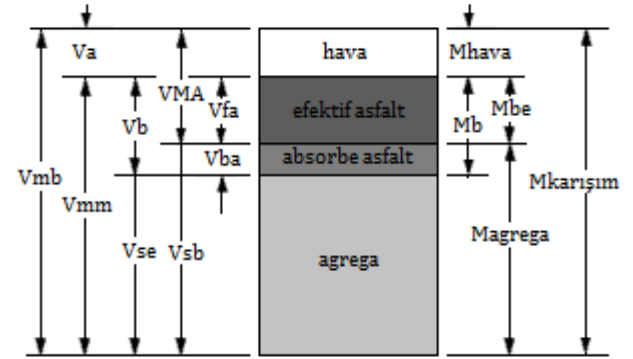 Va
hava
Mhava
VMA
Vfa
efektif asfalt
Mbe
Vb
Mb
Vba
absorbe asfalt
Vmb
Mkarışım
Vmm
Magrega
Vse
Vsb
agrega